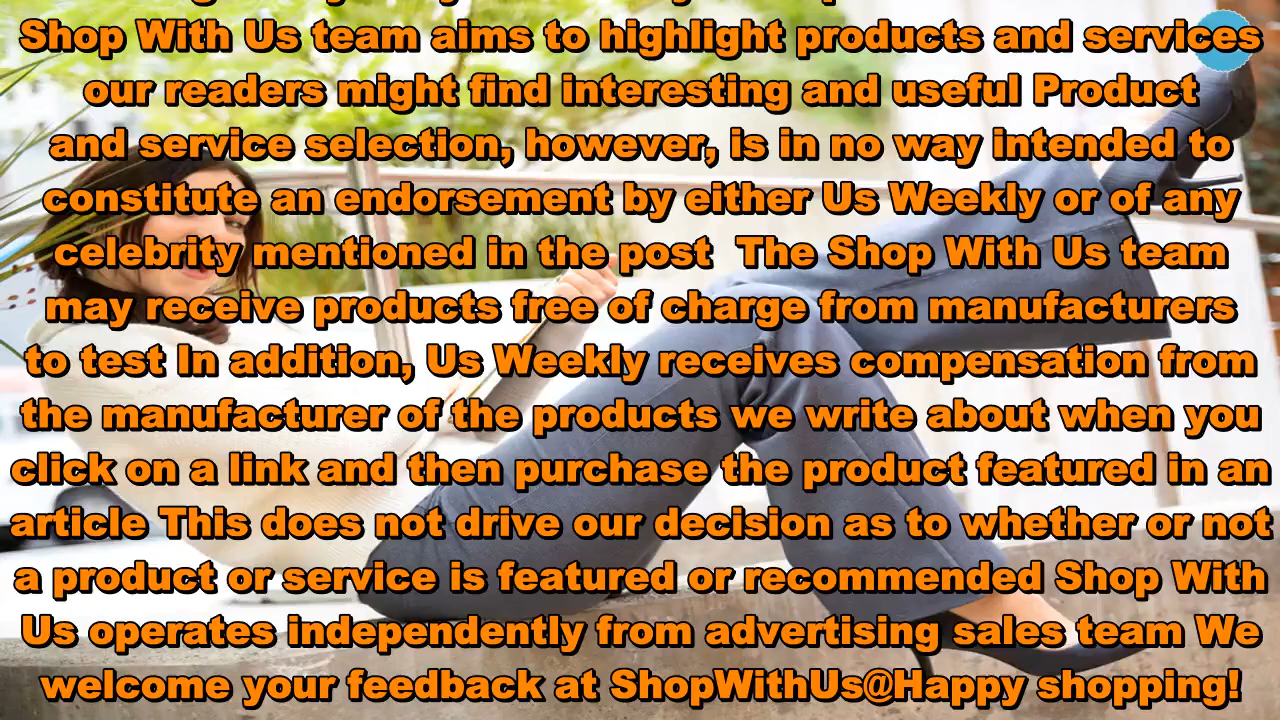 Shop With Us team aims to highlight products and services
our readers might find interesting and useful Product
and service selection, however, is in no way intended to
constitute an endorsement by either Us Weekly or of any
celebrity mentioned in the post  The Shop With Us team
may receive products free of charge from manufacturers
to test In addition, Us Weekly receives compensation from
the manufacturer of the products we write about when you
click on a link and then purchase the product featured in an
article This does not drive our decision as to whether or not
a product or service is featured or recommended Shop With
Us operates independently from advertising sales team We
welcome your feedback at ShopWithUs@Happy shopping!